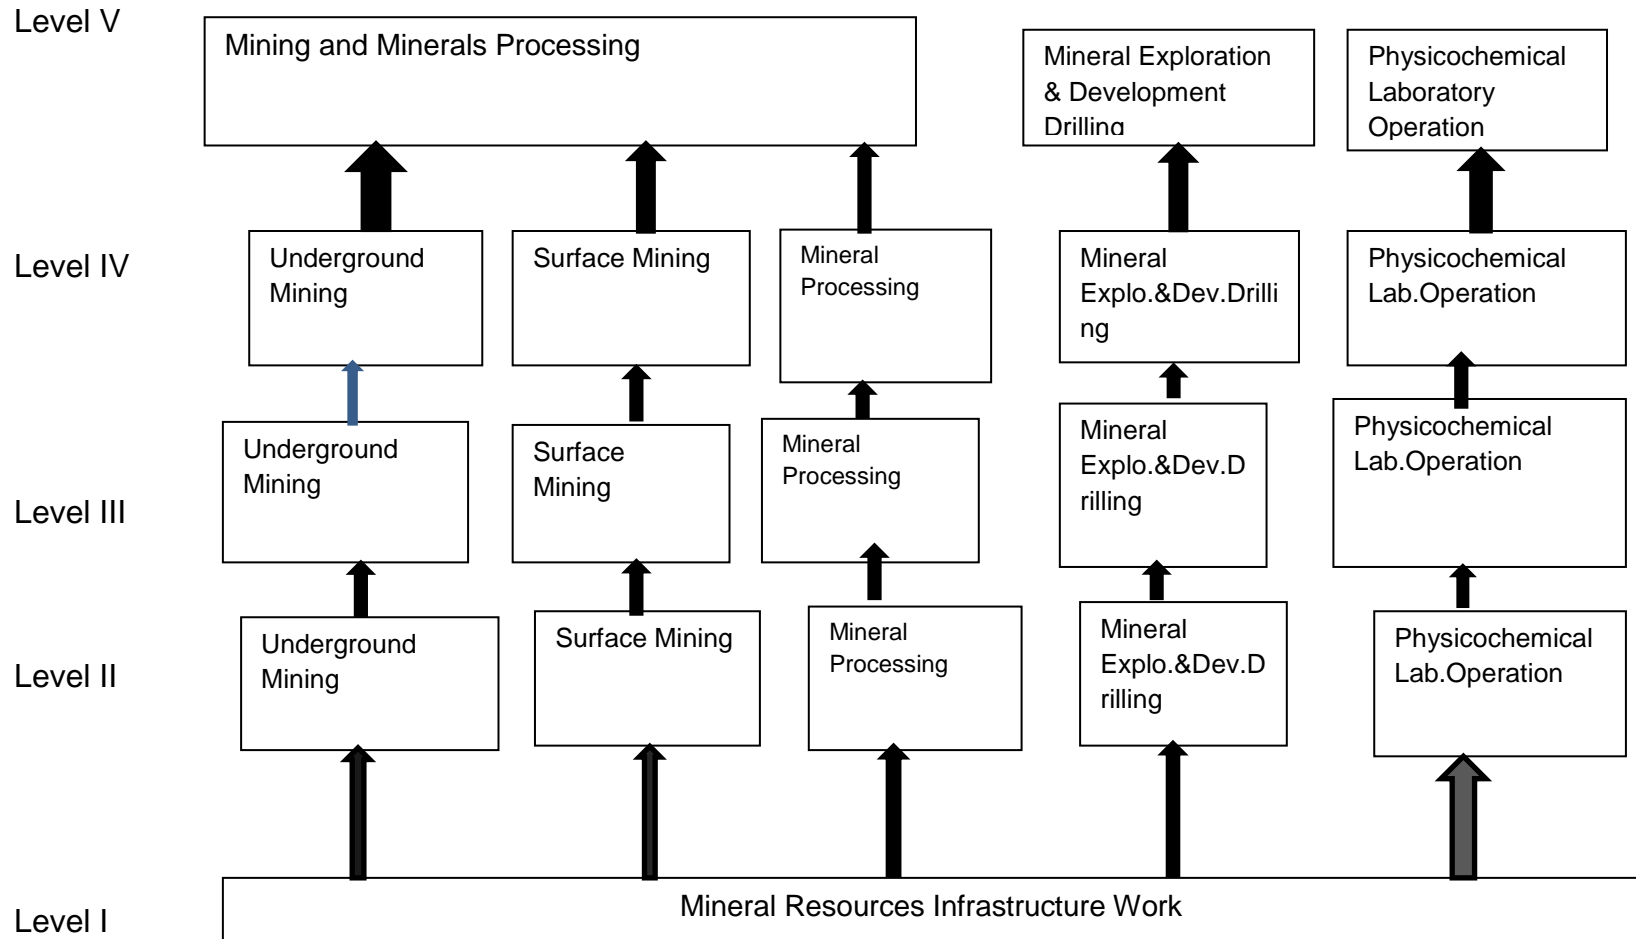 Level V
Mining and Minerals Processing
Mineral Exploration
& Development
Drilling
Physicochemical
Laboratory
Operation
Level IV
Underground
Mining
Surface Mining
Mineral
Processing
Mineral
Explo.&Dev.Drilli
ng
Physicochemical
Lab.Operation
Level III
Underground
Mining
Surface
Mining
Mineral
Processing
Mineral
Explo.&Dev.D
rilling
Physicochemical
Lab.Operation
Level II
Underground
Mining
Surface Mining
Mineral
Processing
Mineral
Explo.&Dev.D
rilling
Physicochemical
Lab.Operation
Level I
Mineral Resources Infrastructure Work